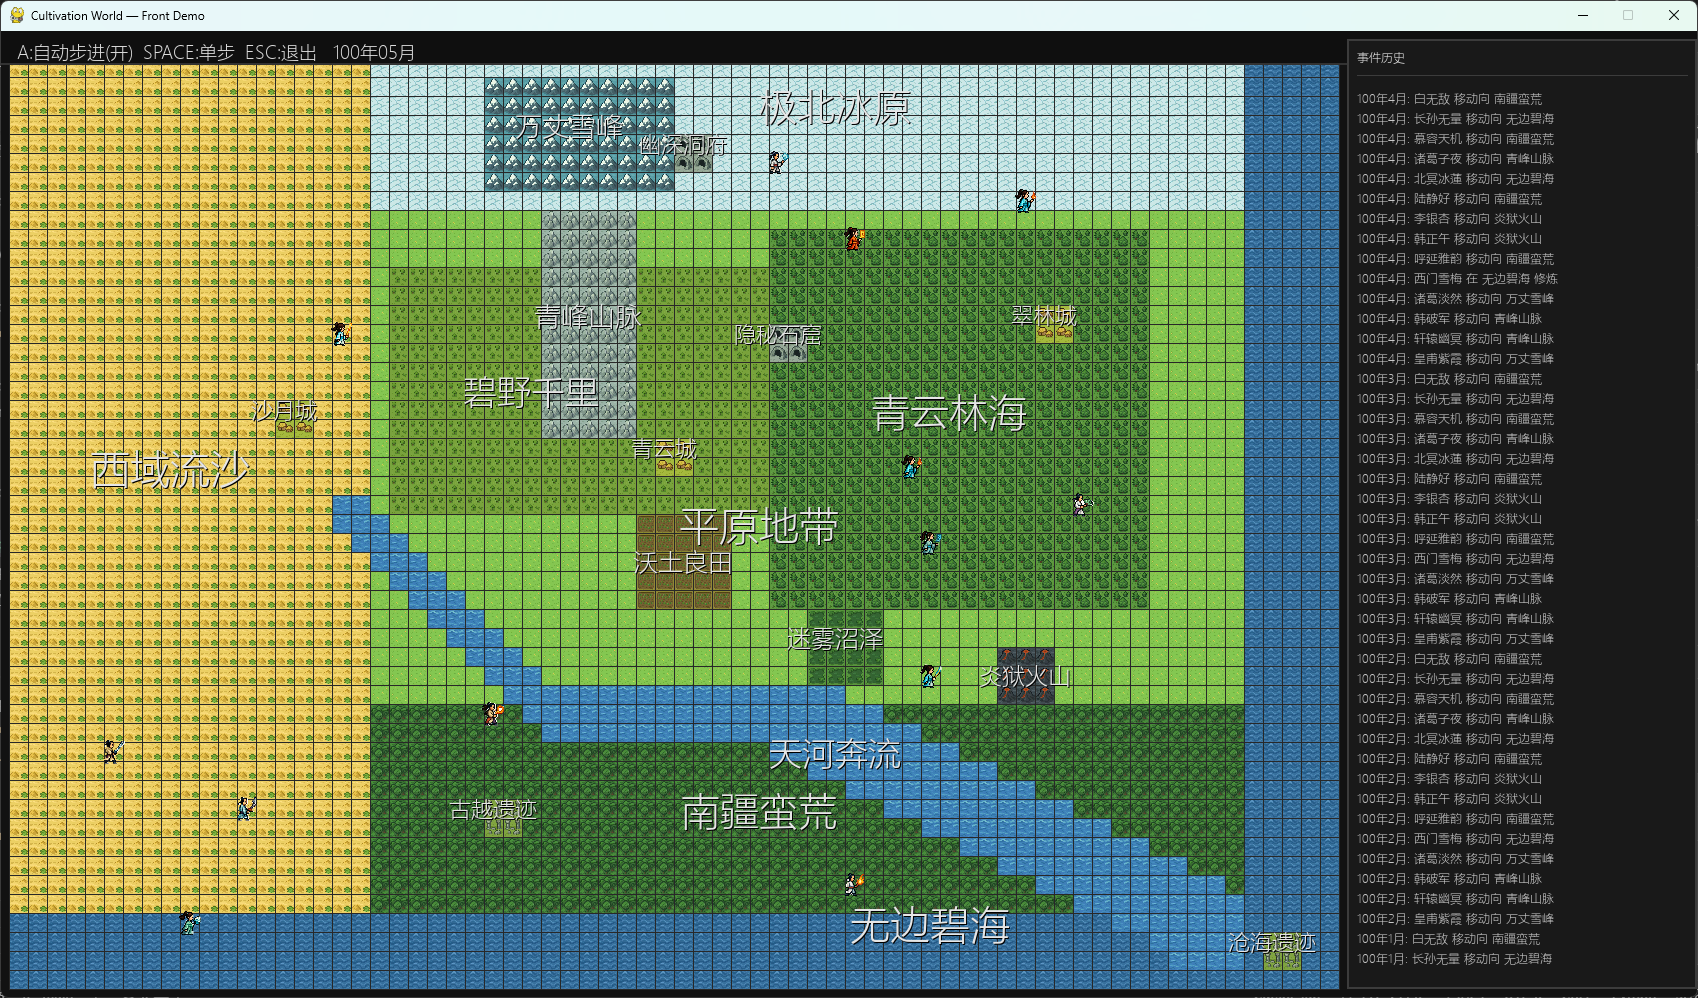 Cultivation World — Front Demo
A:自动步进(开)  SPACE:单步  ESC:退出   100年05月
极北冰原
万丈雪峰
幽深洞府
青峰山脉
翠林城
隐秘石窟
碧野千里
沙月城
青云林海
青云城
西域流沙
平原地带
沃土良田
迷雾沼泽
炎狱火山
天河奔流
古越遗迹
南疆蛮荒
无边碧海
沧海遗迹
事件历史
100年4月: 白无敌 移动向 南疆蛮荒
100年4月: 长孙无量 移动向 无边碧海
100年4月: 慕容天机 移动向 南疆蛮荒
100年4月: 诸葛子夜 移动向 青峰山脉
100年4月: 北冥冰莲 移动向 无边碧海
100年4月: 陆静好 移动向 南疆蛮荒
100年4月: 李银杏 移动向 炎狱火山
100年4月: 韩正午 移动向 炎狱火山
100年4月: 呼延雅韵 移动向 南疆蛮荒
100年4月: 西门雪梅 在 无边碧海 修炼
100年4月: 诸葛淡然 移动向 万丈雪峰
100年4月: 韩破军 移动向 青峰山脉
100年4月: 轩辕幽冥 移动向 青峰山脉
100年4月: 皇甫紫霞 移动向 万丈雪峰
100年3月: 白无敌 移动向 南疆蛮荒
100年3月: 长孙无量 移动向 无边碧海
100年3月: 慕容天机 移动向 南疆蛮荒
100年3月: 诸葛子夜 移动向 青峰山脉
100年3月: 北冥冰莲 移动向 无边碧海
100年3月: 陆静好 移动向 南疆蛮荒
100年3月: 李银杏 移动向 炎狱火山
100年3月: 韩正午 移动向 炎狱火山
100年3月: 呼延雅韵 移动向 南疆蛮荒
100年3月: 西门雪梅 移动向 无边碧海
100年3月: 诸葛淡然 移动向 万丈雪峰
100年3月: 韩破军 移动向 青峰山脉
100年3月: 轩辕幽冥 移动向 青峰山脉
100年3月: 皇甫紫霞 移动向 万丈雪峰
100年2月: 白无敌 移动向 南疆蛮荒
100年2月: 长孙无量 移动向 无边碧海
100年2月: 慕容天机 移动向 南疆蛮荒
100年2月: 诸葛子夜 移动向 青峰山脉
100年2月: 北冥冰莲 移动向 无边碧海
100年2月: 陆静好 移动向 南疆蛮荒
100年2月: 李银杏 移动向 炎狱火山
100年2月: 韩正午 移动向 炎狱火山
100年2月: 呼延雅韵 移动向 南疆蛮荒
100年2月: 西门雪梅 移动向 无边碧海
100年2月: 诸葛淡然 移动向 万丈雪峰
100年2月: 韩破军 移动向 青峰山脉
100年2月: 轩辕幽冥 移动向 青峰山脉
100年2月: 皇甫紫霞 移动向 万丈雪峰
100年1月: 白无敌 移动向 南疆蛮荒
100年1月: 长孙无量 移动向 无边碧海